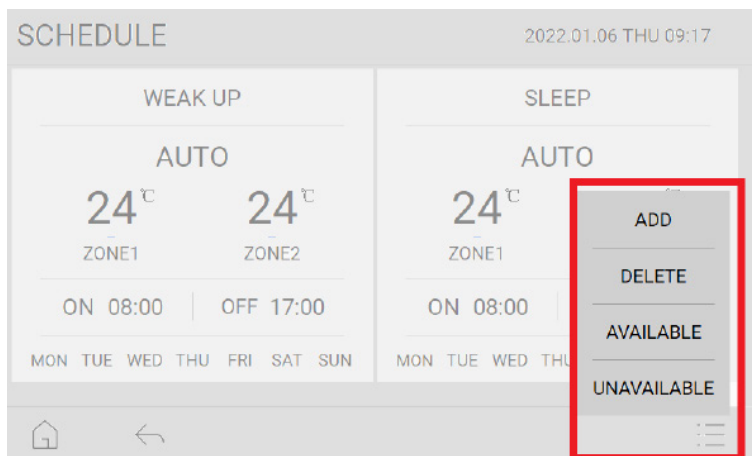 SCHEDULE
2022.01.06 THU 09:17
WEAK UP
AUTO
24℃ 24℃
ZONE1 ZONE2
ON 08:00 OFF 17:00
MON TUE WED THU FRI SAT SUN
SLEEP
AUTO
24℃
ZONE1
ON 08:00
MON TUE WED THU
ADD
DELETE
AVAILABLE
UNAVAILABLE